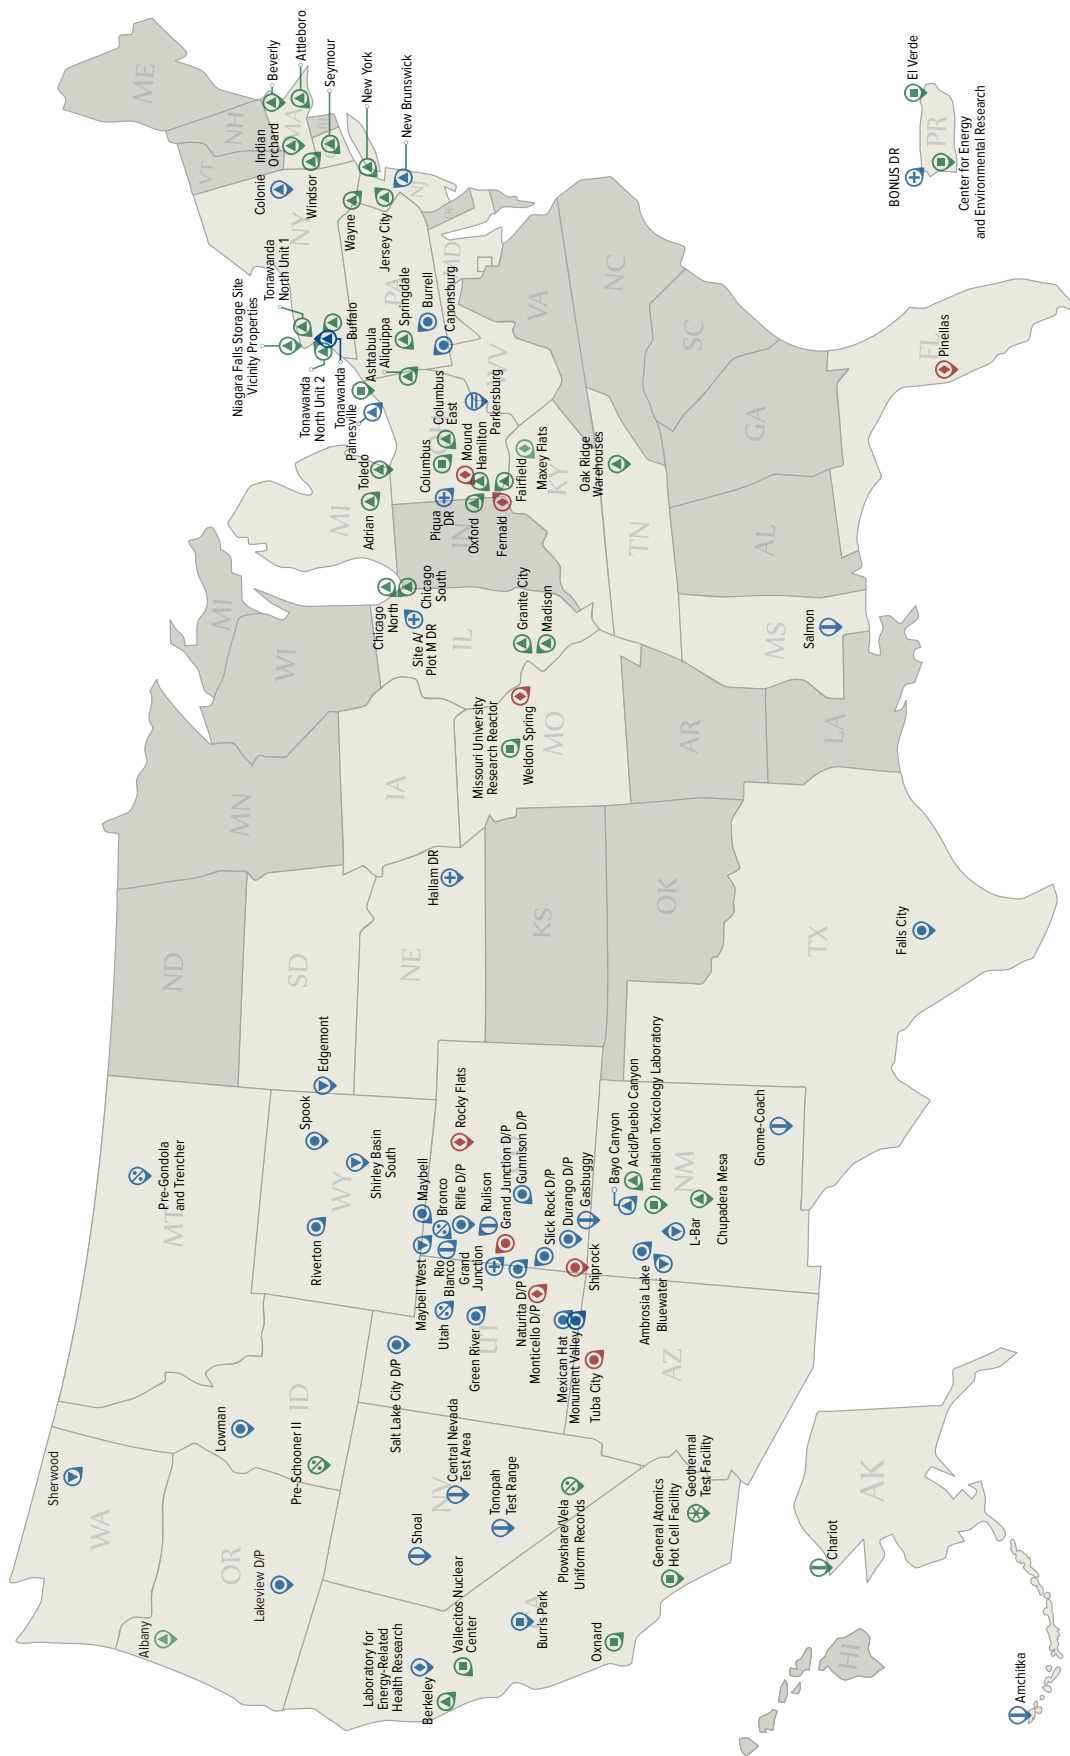 WA
Sherwood
Albany
OR
Lakeview D/P
Lowman
ID
Pre-Schooner II
MT
Pre-Gondola
and Trencher
ND
MN
SD
Edgemont
WY
Spook
Riverton
Shirley Basin
South
NE
Hallam DR
IA
WI
MI
MI
Adrian
Toledo
Laboratory for
Energy-Related
Health Research
Berkeley
Vallecitos Nuclear
Center
Burris Park
Oxnard
General Atomics
Hot Cell Facility
Geothermal
Test Facility
Plowshare/Vela
Uniform Records
NV
Shoal
Central Nevada
Test Area
Tonopah
Test Range
UT
Salt Lake City D/P
Utah
Green River
Monticello D/P
Mexican Hat
Monument Valley
Maybell West
Maybell
Rio
Blanco
Bronco
Rifle D/P
Rulison
Grand
Junction
Grand Junction D/P
Gunnison D/P
Rocky Flats
Naturita D/P
Slick Rock D/P
Durango D/P
AZ
Tuba City
NM
Gasbuggy
Shiprock
Bayo Canyon
Acid/Pueblo Canyon
Inhalation Toxicology Laboratory
Ambrosia Lake
Bluewater
L-Bar
Chupadera Mesa
Gnome-Coach
TX
Falls City
OK
KS
MO
Missouri University
Research Reactor
Weldon Spring
AR
LA
MS
Salmon
AL
GA
FL
Pinellas
SC
NC
TN
Oak Ridge
Warehouses
KY
Maxey Flats
IL
Chicago
North
Chicago
South
Site A/
Plot M DR
Granite City
Madison
IN
Piqua
DR
Oxford
Fernald
Fairfield
Hamilton
Mound
Columbus
Columbus
East
Painesville
Ashtabula
WV
Parkersburg
VA
MD
PA
Aliquippa
Springdale
Burrell
Canonsburg
NY
Niagara Falls Storage Site
Vicinity Properties
Tonawanda
North Unit 1
Tonawanda
North Unit 2
Tonawanda
Buffalo
Colonie
NJ
Wayne
Jersey City
New Brunswick
New York
Seymour
Windsor
Indian
Orchard
MA
RI
Attleboro
Beverly
VT
NH
ME
AK
Chariot
Amchitka
HI
PR
BONUS DR
El Verde
Center for Energy
and Environmental Research